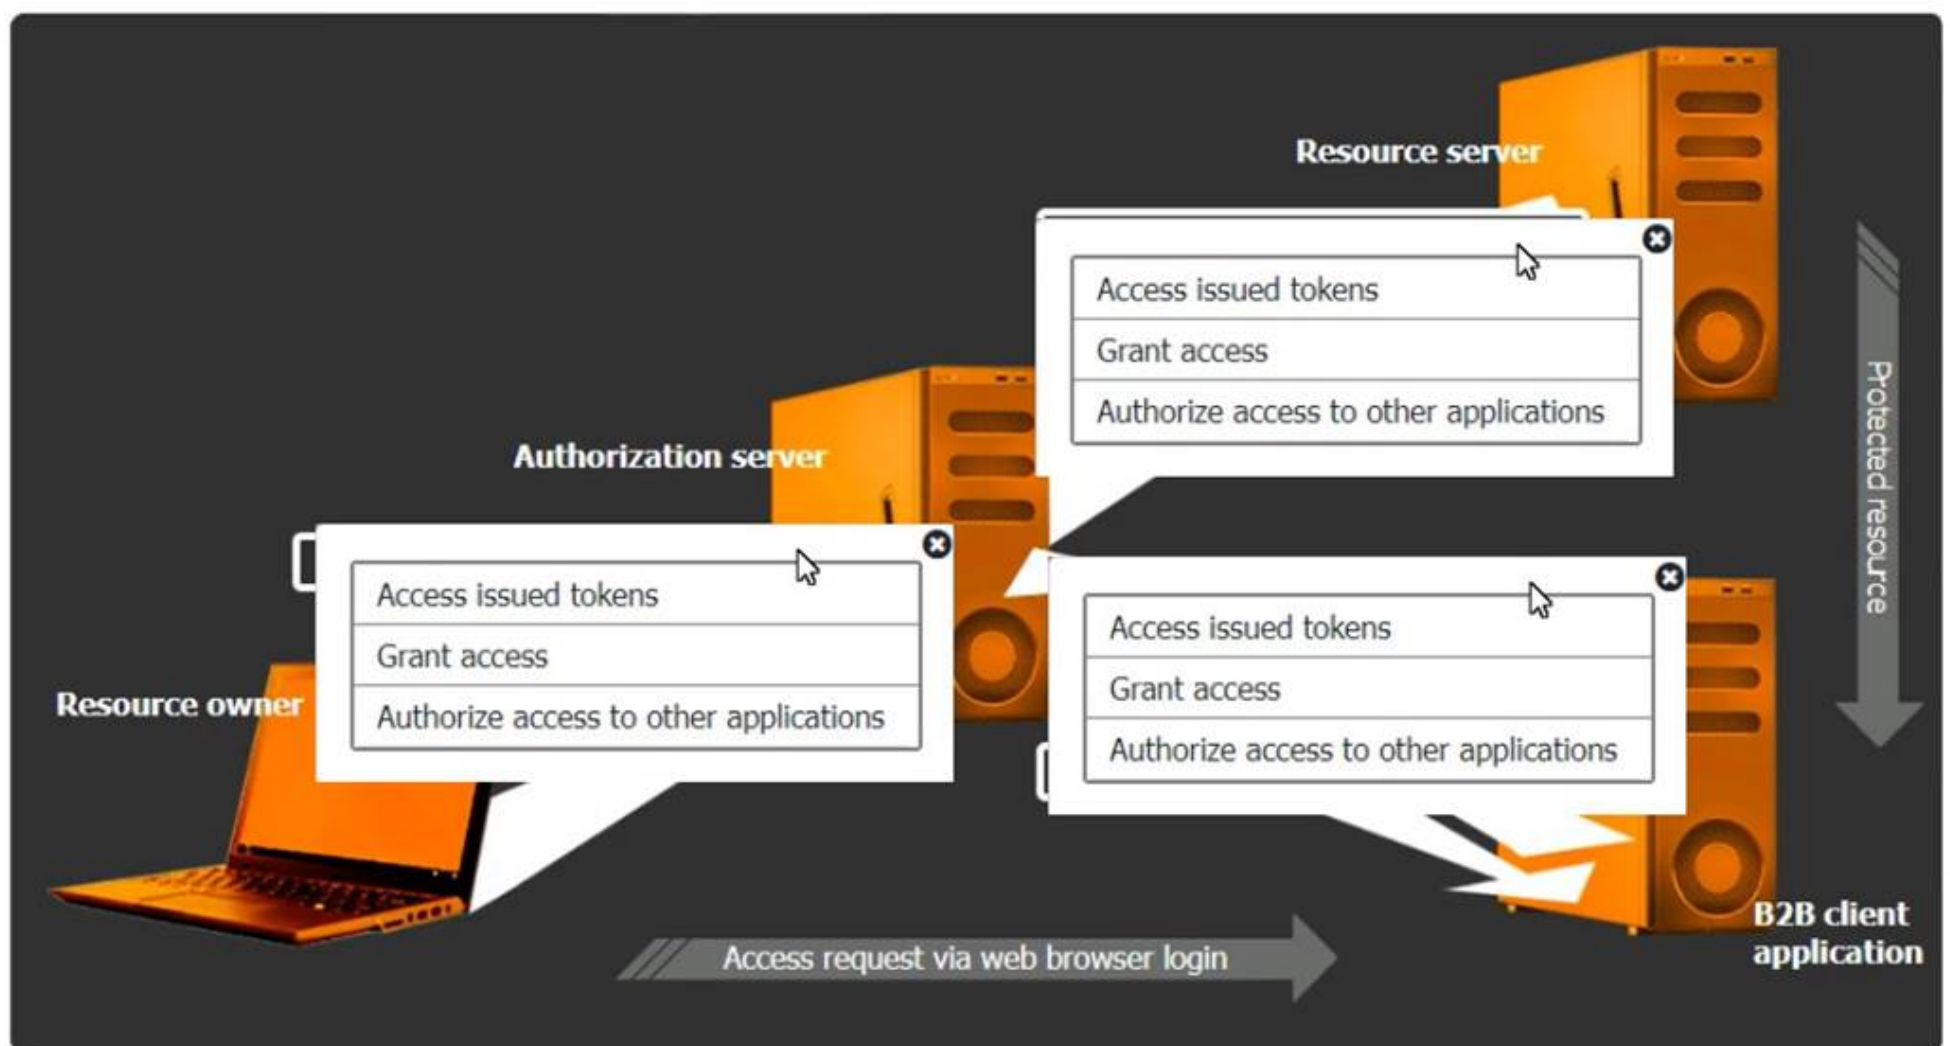 Resource server
Access issued tokens
Grant access
Authorize access to other applications
Protected resource
Authorization server
Access issued tokens
Grant access
Authorize access to other applications
Resource owner
Access issued tokens
Grant access
Authorize access to other applications
B2B client
application
Access request via web browser login